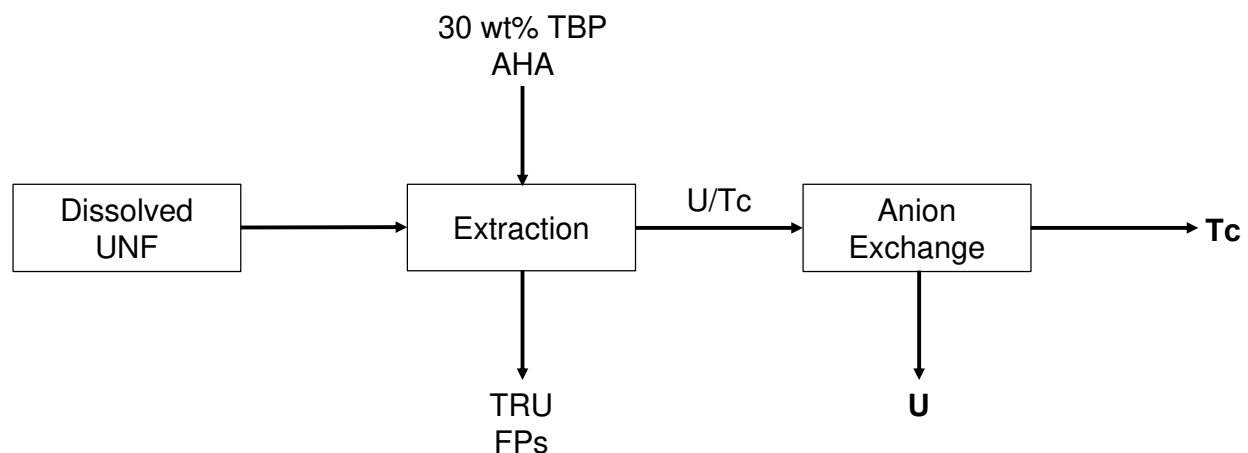 30 wt% TBP
AHA
Dissolved
UNF
Extraction
U/Tc
Anion
Exchange
Tc
TRU
FPs
U